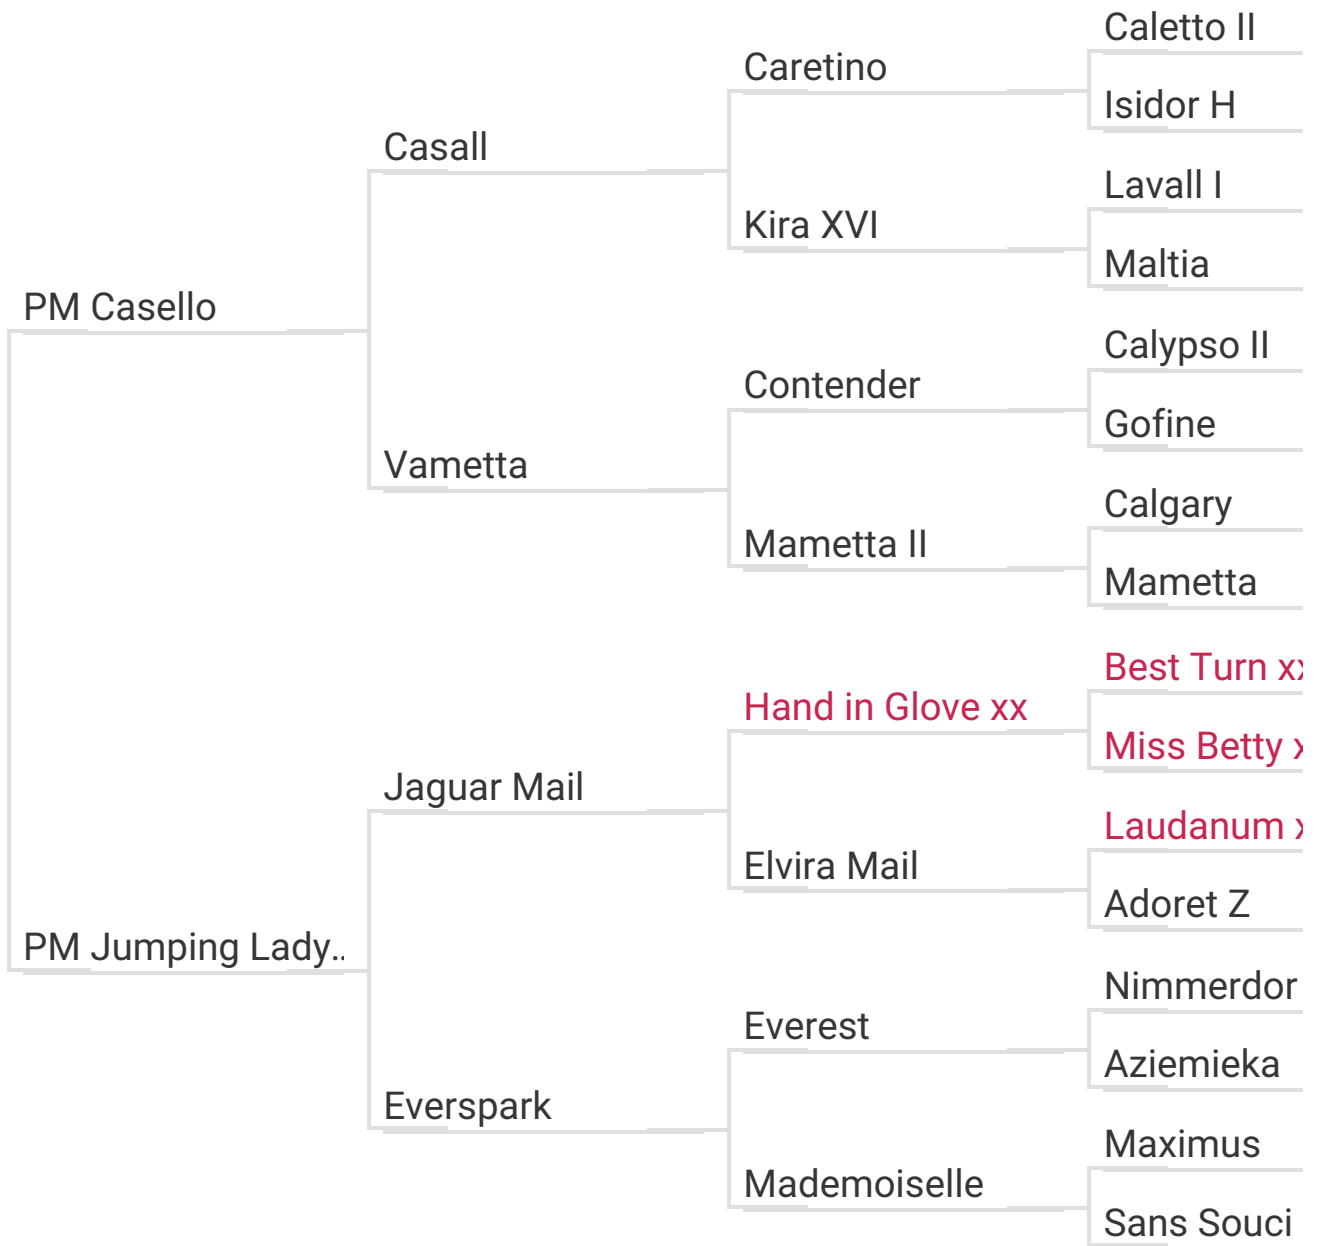 Caletto II
Caretino
Isidor H
Casall
Lavall I
Kira XVI
Maltia
PM Casello
Calypso II
Contender
Gofine
Vametta
Calgary
Mametta II
Mametta
Best Turn xx
Hand in Glove xx
Miss Betty x
Jaguar Mail
Laudanum x
Elvira Mail
Adoret Z
PM Jumping Lady..
Nimmerdor
Everest
Aziemieka
Everspark
Maximus
Mademoiselle
Sans Souci